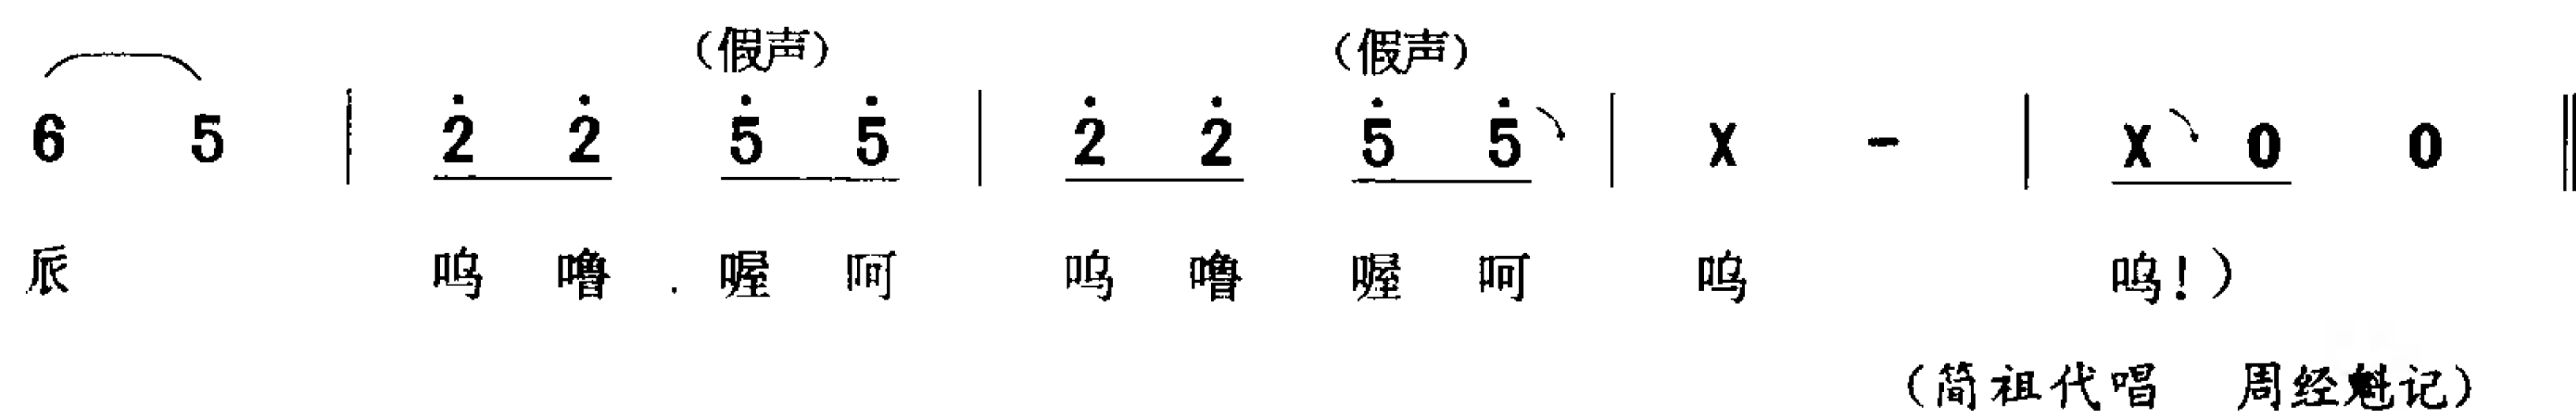 （假声） （假声）
6 5 | 2̇ 2̇ 5̇ 5̇ | 2̇ 2̇ 5̇ 5̇ | X - | X 0 0 ‖
呜 噜 喔 呵 呜 噜 喔 呵 呜 呜！）
（简祖代唱 周经魁记）